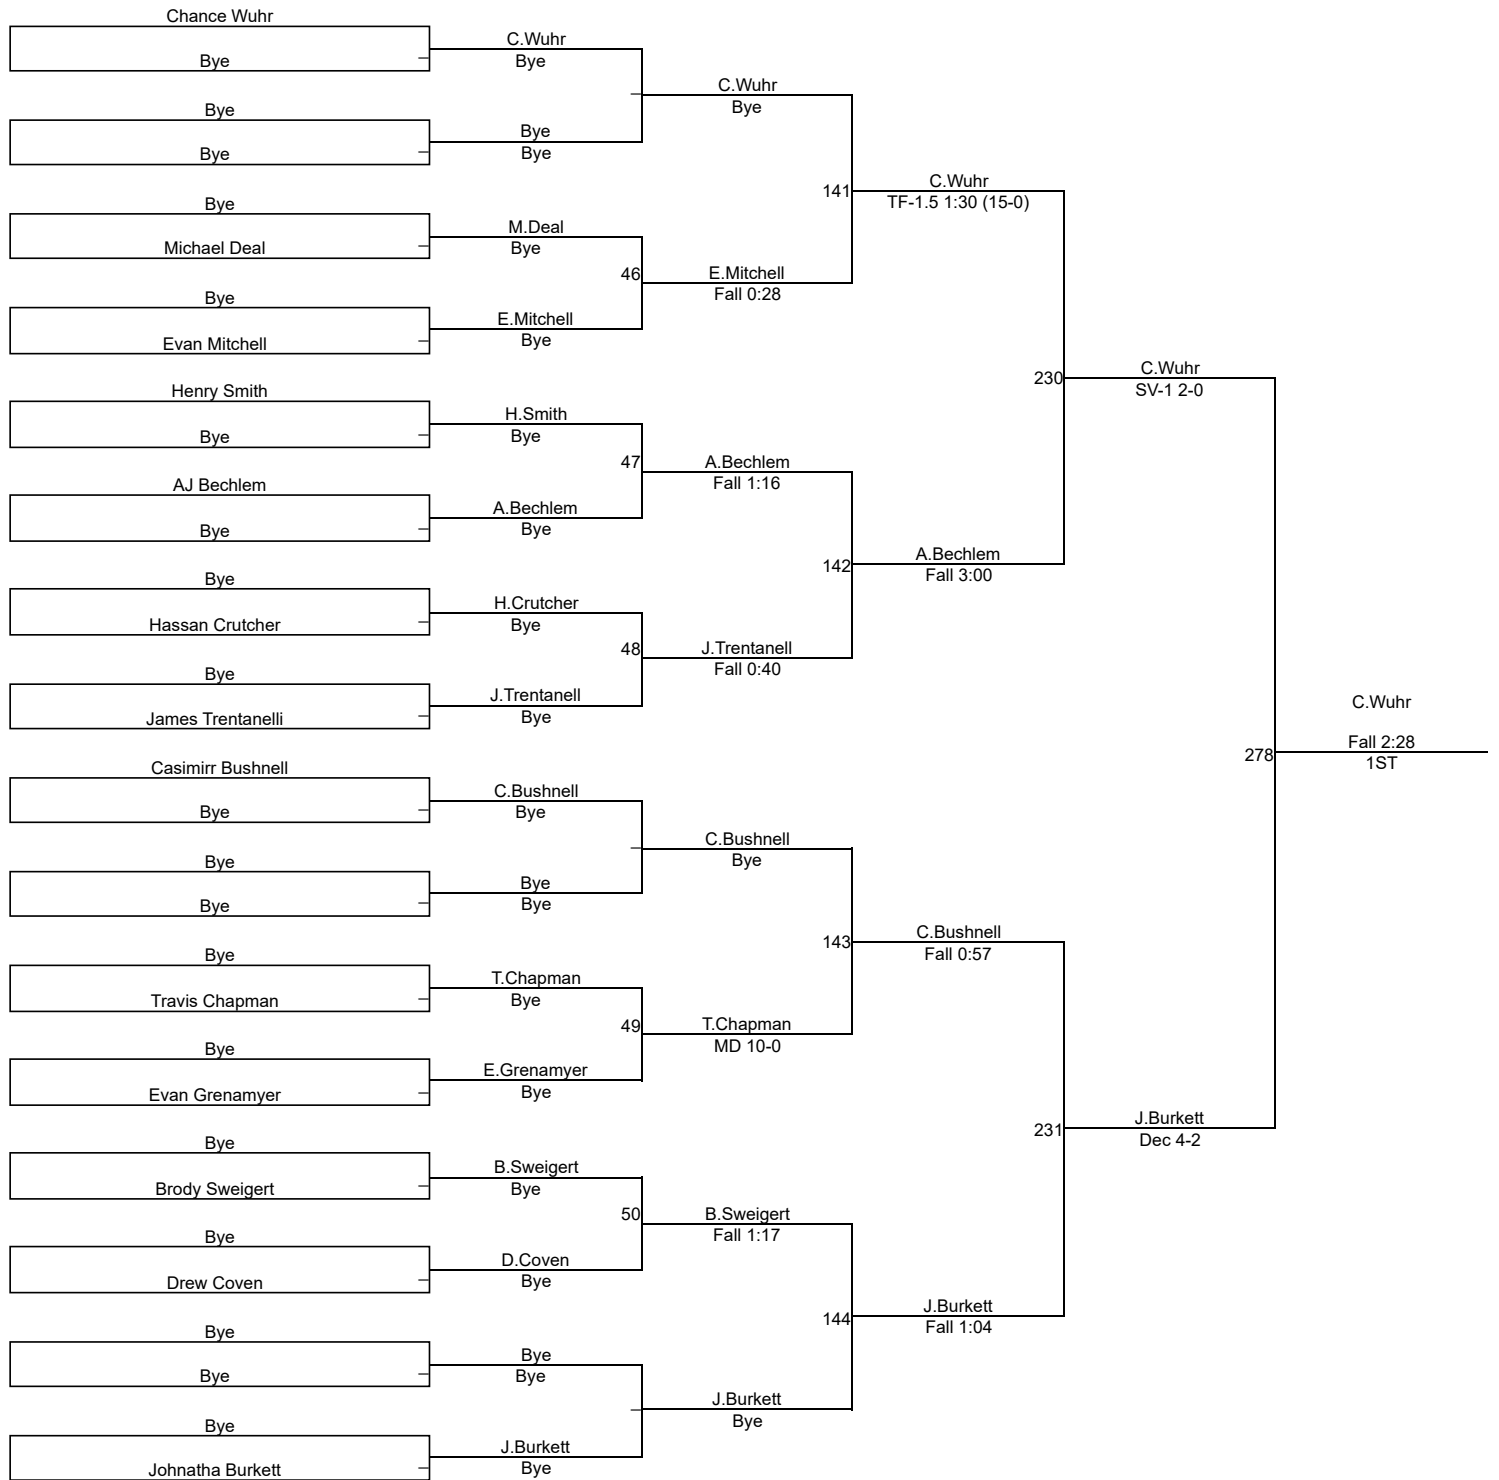 Chance Wuhr
Bye
Bye
Bye
Bye
Michael Deal
Bye
Evan Mitchell
Henry Smith
Bye
AJ Bechlem
Bye
Bye
Hassan Crutcher
Bye
James Trentanelli
Casimirr Bushnell
Bye
Bye
Bye
Bye
Travis Chapman
Bye
Evan Grenamyer
Bye
Brody Sweigert
Bye
Drew Coven
Bye
Bye
Bye
Johnatha Burkett
C.Wuhr
Bye
Bye
Bye
M.Deal
Bye
46
E.Mitchell
Bye
H.Smith
Bye
47
A.Bechlem
Bye
H.Crutcher
Bye
48
J.Trentanell
Bye
C.Bushnell
Bye
Bye
Bye
T.Chapman
Bye
49
E.Grenamyer
Bye
B.Sweigert
Bye
50
D.Coven
Bye
Bye
Bye
J.Burkett
Bye
C.Wuhr
Bye
141
E.Mitchell
Fall 0:28
A.Bechlem
Fall 1:16
142
J.Trentanell
Fall 0:40
C.Bushnell
Bye
143
T.Chapman
MD 10-0
B.Sweigert
Fall 1:17
144
J.Burkett
Bye
C.Wuhr
TF-1.5 1:30 (15-0)
230
A.Bechlem
Fall 3:00
C.Bushnell
Fall 0:57
231
J.Burkett
Fall 1:04
C.Wuhr
SV-1 2-0
278
J.Burkett
Dec 4-2
C.Wuhr
Fall 2:28
1ST